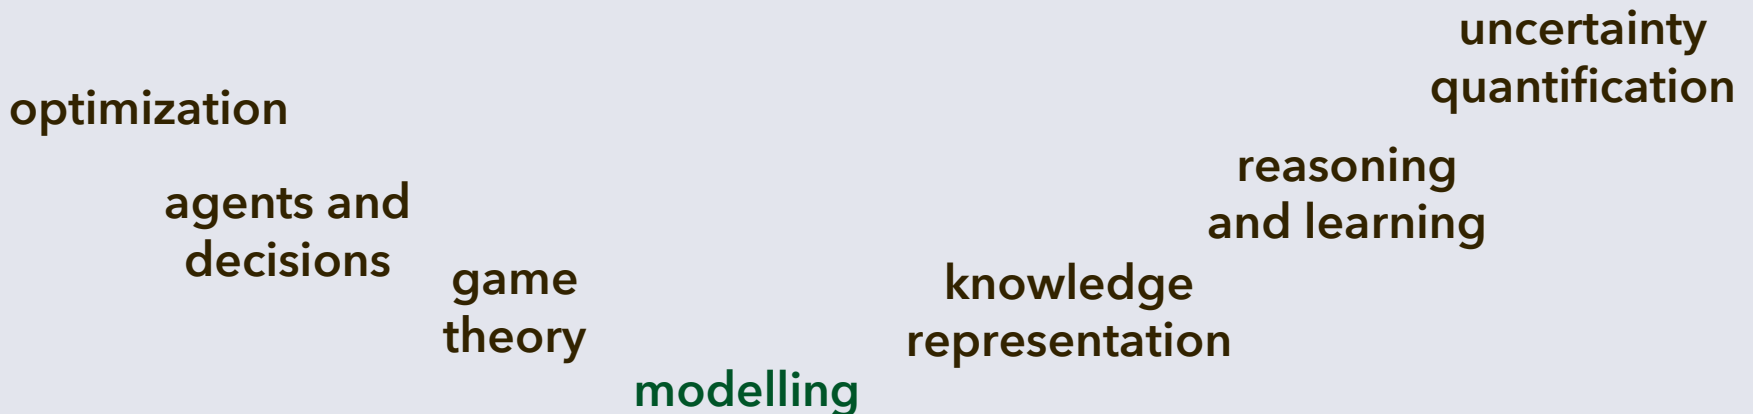 optimization
agents and
decisions
game
theory
modelling
knowledge
representation
reasoning
and learning
uncertainty
quantification